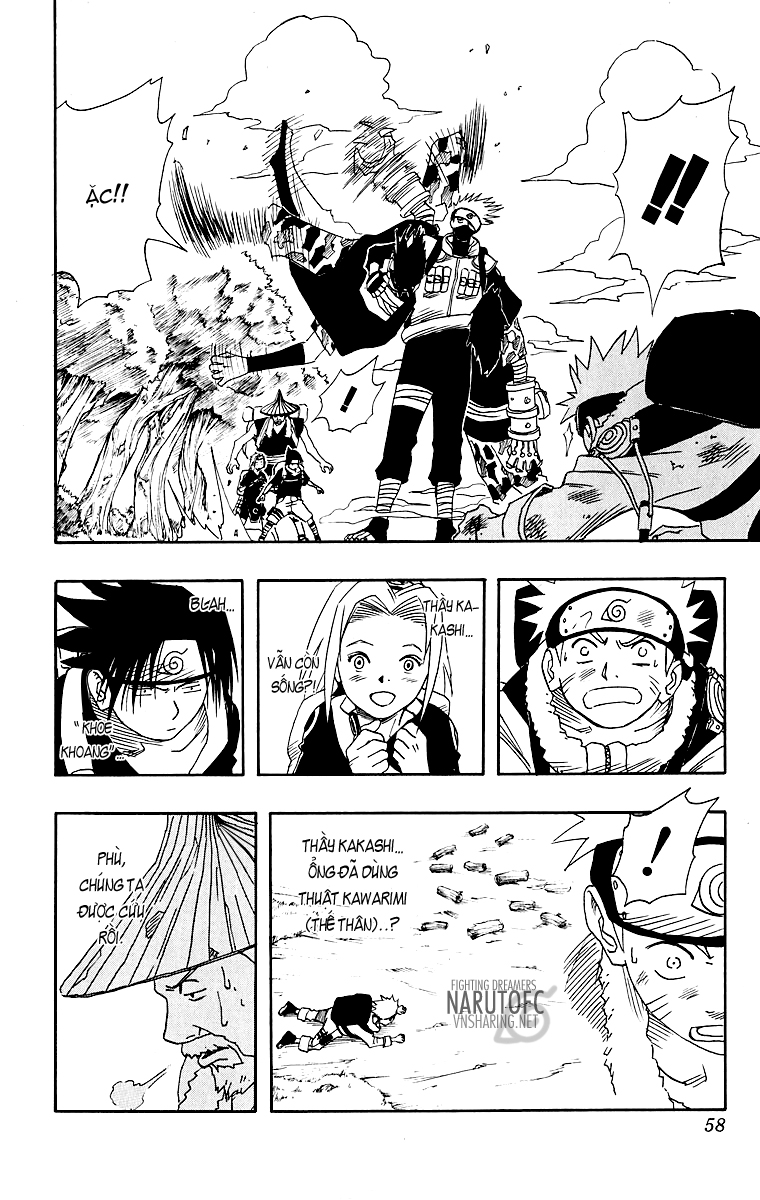 ẶC!!
!!
!
BLAH...
"KHOE
KHOANG"...
THẦY KA-
KASHI...
VẪN CÒN
SỐNG?!
PHÙ,
CHÚNG TA
ĐƯỢC CỨU
RỒI.
THẦY KAKASHI...
ỔNG ĐÃ DÙNG
THUẬT KAWARIMI
(THẾ THÂN)..?
!
FIGHTING DREAMERS
NARUTOFC
VNSHARING.NET
58